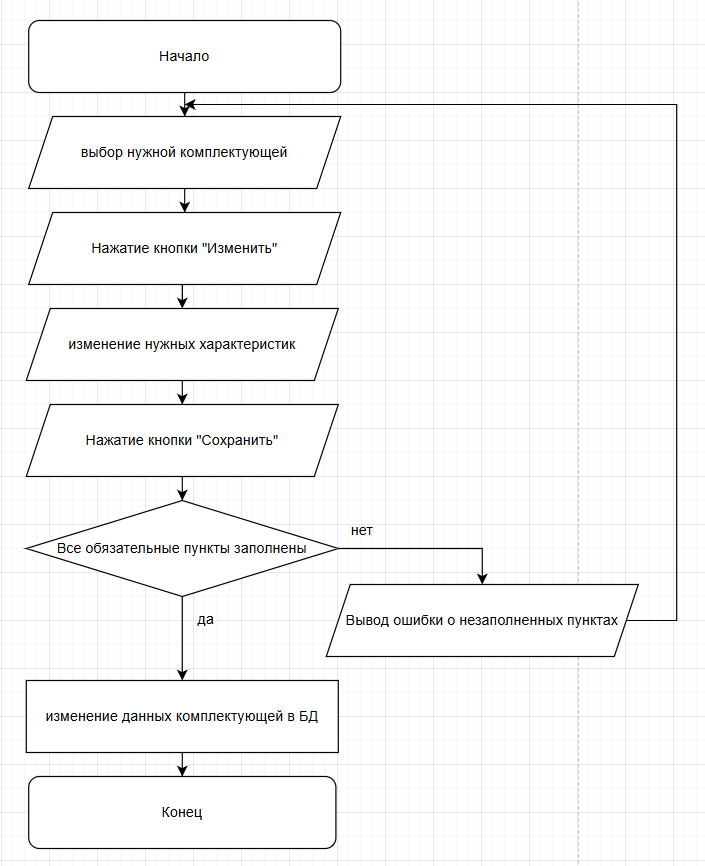 Начало
выбор нужной комплектующей
Нажатие кнопки "Изменить"
изменение нужных характеристик
Нажатие кнопки "Сохранить"
Все обязательные пункты заполнены
нет
Вывод ошибки о незаполненных пунктах
да
изменение данных комплектующей в БД
Конец